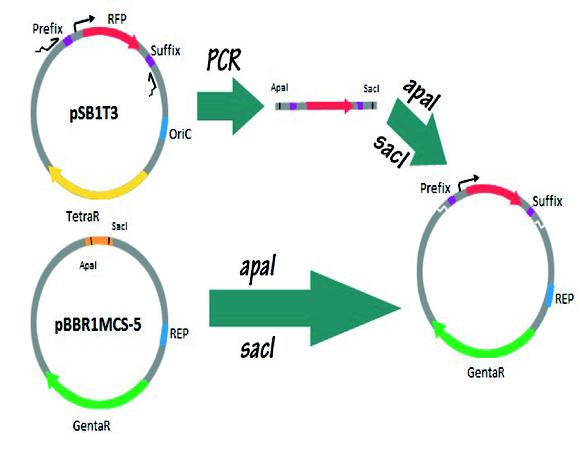 Prefix
RFP
Suffix
pSB1T3
OriC
TetraR
PCR
ApaI
SacI
apaI
sacI
SacI
ApaI
pBBR1MCS-5
REP
GentaR
apaI
sacI
Prefix
Suffix
REP
GentaR